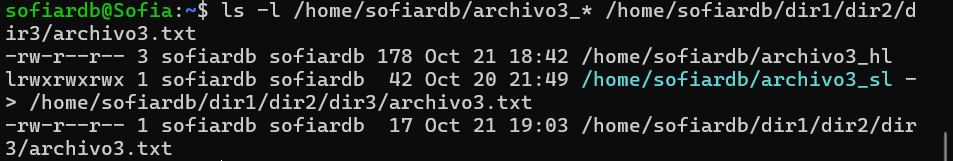 sofiardb@Sofia:~$ ls -l /home/sofiardb/archivo3_* /home/sofiardb/dir1/dir2/d
ir3/archivo3.txt
-rw-r--r-- 3 sofiardb sofiardb 178 Oct 21 18:42 /home/sofiardb/archivo3_hl
lrwxrwxrwx 1 sofiardb sofiardb  42 Oct 20 21:49 /home/sofiardb/archivo3_sl -
> /home/sofiardb/dir1/dir2/dir3/archivo3.txt
-rw-r--r-- 1 sofiardb sofiardb  17 Oct 21 19:03 /home/sofiardb/dir1/dir2/dir
3/archivo3.txt